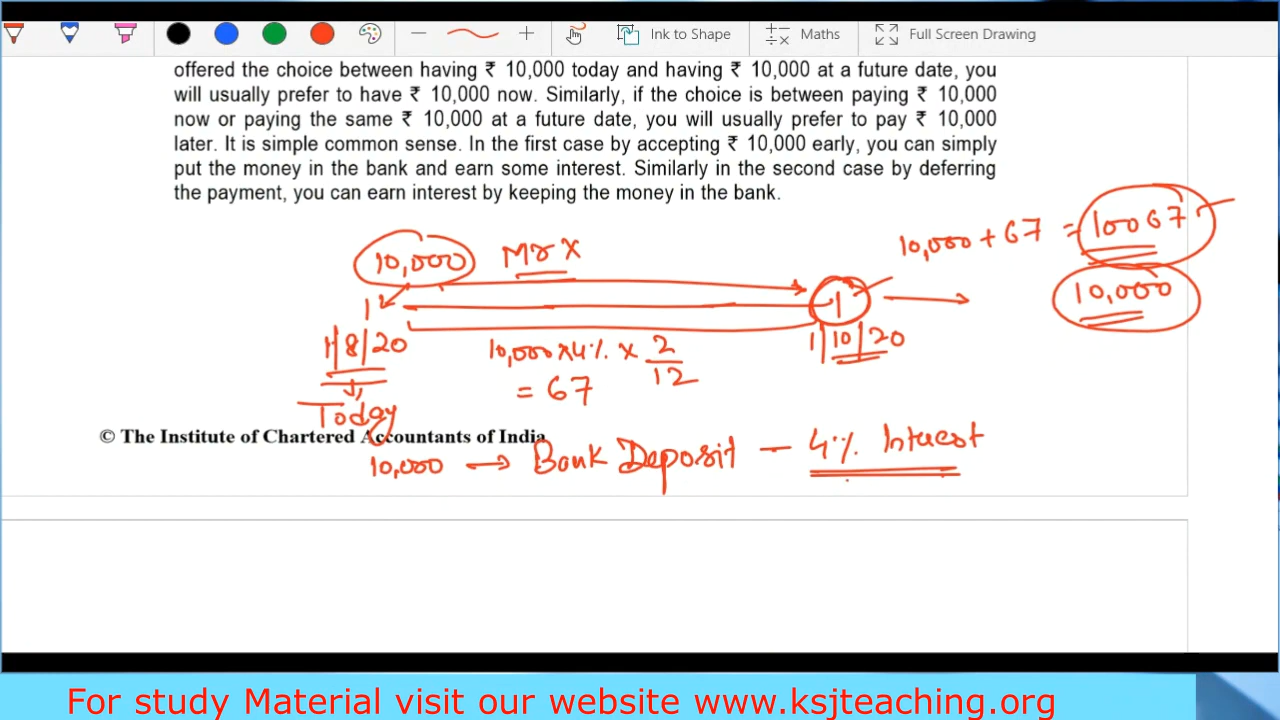 Ink to Shape Maths Full Screen Drawing
offered the choice between having ₹ 10,000 today and having ₹ 10,000 at a future date, you
will usually prefer to have ₹ 10,000 now. Similarly, if the choice is between paying ₹ 10,000
now or paying the same ₹ 10,000 at a future date, you will usually prefer to pay ₹ 10,000
later. It is simple common sense. In the first case by accepting ₹ 10,000 early, you can simply
put the money in the bank and earn some interest. Similarly in the second case by deferring
the payment, you can earn interest by keeping the money in the bank.
10,000 + 67 = 10067
10,000 Mr X
10,000
1 1
1/8/20 1/10/20
10,000 x 4% x 2/12
= 67
Today
© The Institute of Chartered Accountants of India
10,000 → Bank Deposit - 4% Interest
For study Material visit our website www.ksjteaching.org